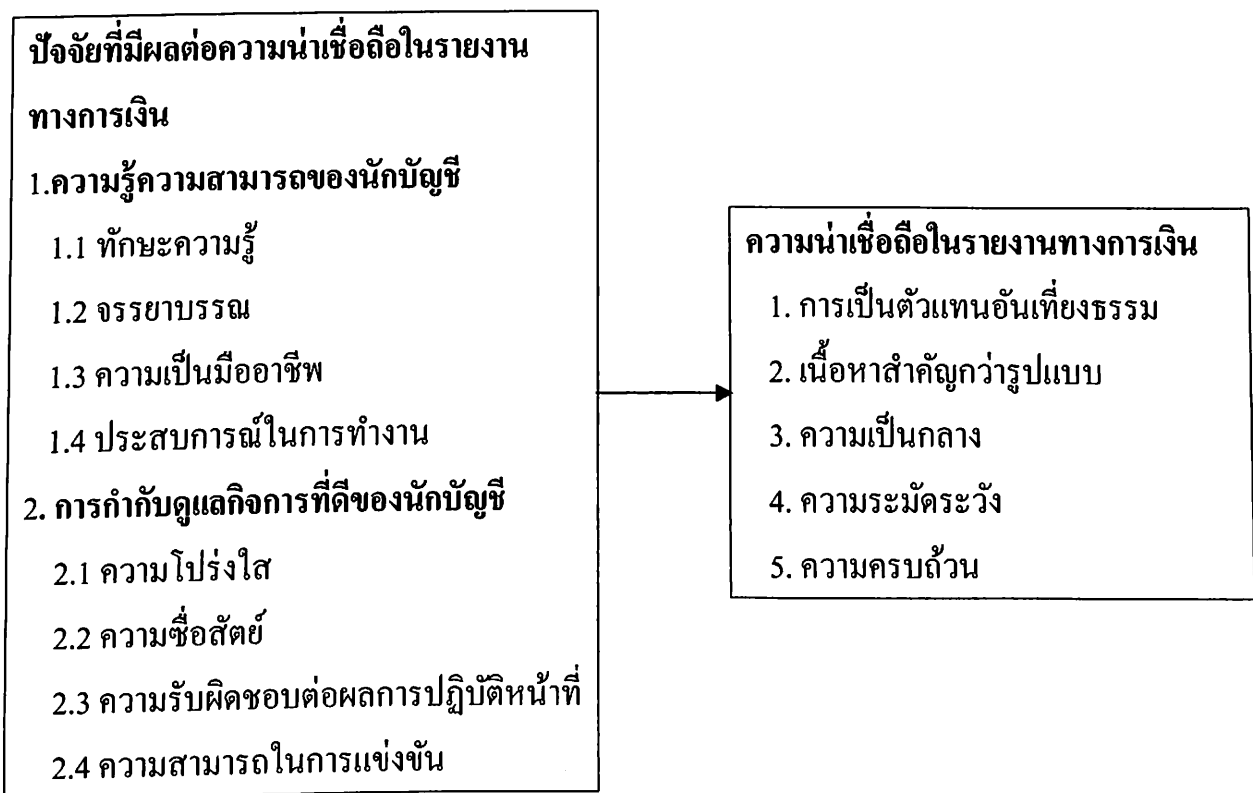 ปัจจัยที่มีผลต่อความน่าเชื่อถือในรายงาน
ทางการเงิน
1.ความรู้ความสามารถของนักบัญชี
1.1 ทักษะความรู้
1.2 จรรยาบรรณ
1.3 ความเป็นมืออาชีพ
1.4 ประสบการณ์ในการทำงาน
2. การกำกับดูแลกิจการที่ดีของนักบัญชี
2.1 ความโปร่งใส
2.2 ความซื่อสัตย์
2.3 ความรับผิดชอบต่อผลการปฏิบัติหน้าที่
2.4 ความสามารถในการแข่งขัน
ความน่าเชื่อถือในรายงานทางการเงิน
1. การเป็นตัวแทนอันเที่ยงธรรม
2. เนื้อหาสำคัญกว่ารูปแบบ
3. ความเป็นกลาง
4. ความระมัดระวัง
5. ความครบถ้วน